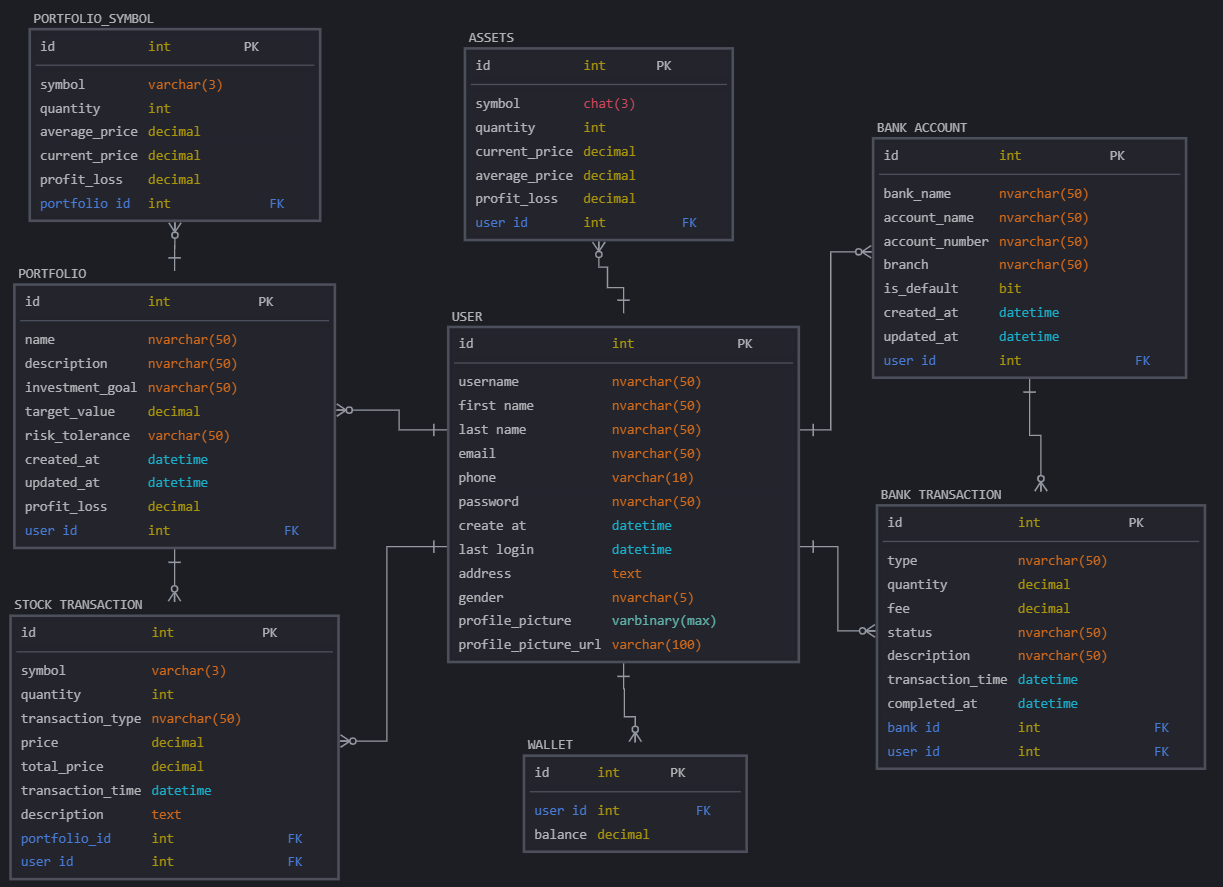 PORTFOLIO_SYMBOL
id int PK
symbol varchar(3)
quantity int
average_price decimal
current_price decimal
profit_loss decimal
portfolio id int FK
ASSETS
id int PK
symbol chat(3)
quantity int
current_price decimal
average_price decimal
profit_loss decimal
user id int FK
BANK ACCOUNT
id int PK
bank_name nvarchar(50)
account_name nvarchar(50)
account_number nvarchar(50)
branch nvarchar(50)
is_default bit
created_at datetime
updated_at datetime
user id int FK
PORTFOLIO
id int PK
name nvarchar(50)
description nvarchar(50)
investment_goal nvarchar(50)
target_value decimal
risk_tolerance varchar(50)
created_at datetime
updated_at datetime
profit_loss decimal
user id int FK
USER
id int PK
username nvarchar(50)
first name nvarchar(50)
last name nvarchar(50)
email nvarchar(50)
phone varchar(10)
password nvarchar(50)
create at datetime
last login datetime
address text
gender nvarchar(5)
profile_picture varbinary(max)
profile_picture_url varchar(100)
BANK TRANSACTION
id int PK
type nvarchar(50)
quantity decimal
fee decimal
status nvarchar(50)
description nvarchar(50)
transaction_time datetime
completed_at datetime
bank id int FK
user id int FK
STOCK TRANSACTION
id int PK
symbol varchar(3)
quantity int
transaction_type nvarchar(50)
price decimal
total_price decimal
transaction_time datetime
description text
portfolio_id int FK
user id int FK
WALLET
id int PK
user id int FK
balance decimal